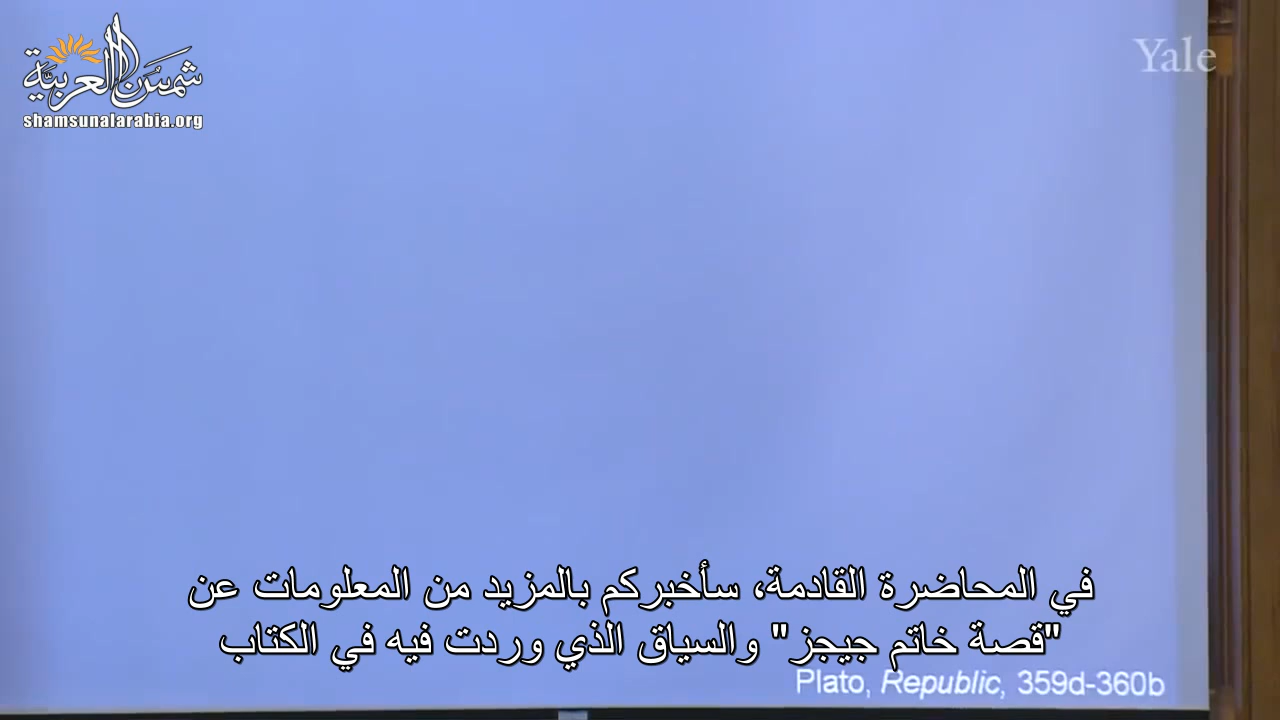 شمس العربية
shamsunalarabia.org
Yale
في المحاضرة القادمة، سأخبركم بالمزيد من المعلومات عن
"قصة خاتم جيجز" والسياق الذي وردت فيه في الكتاب
Plato, Republic, 359d-360b